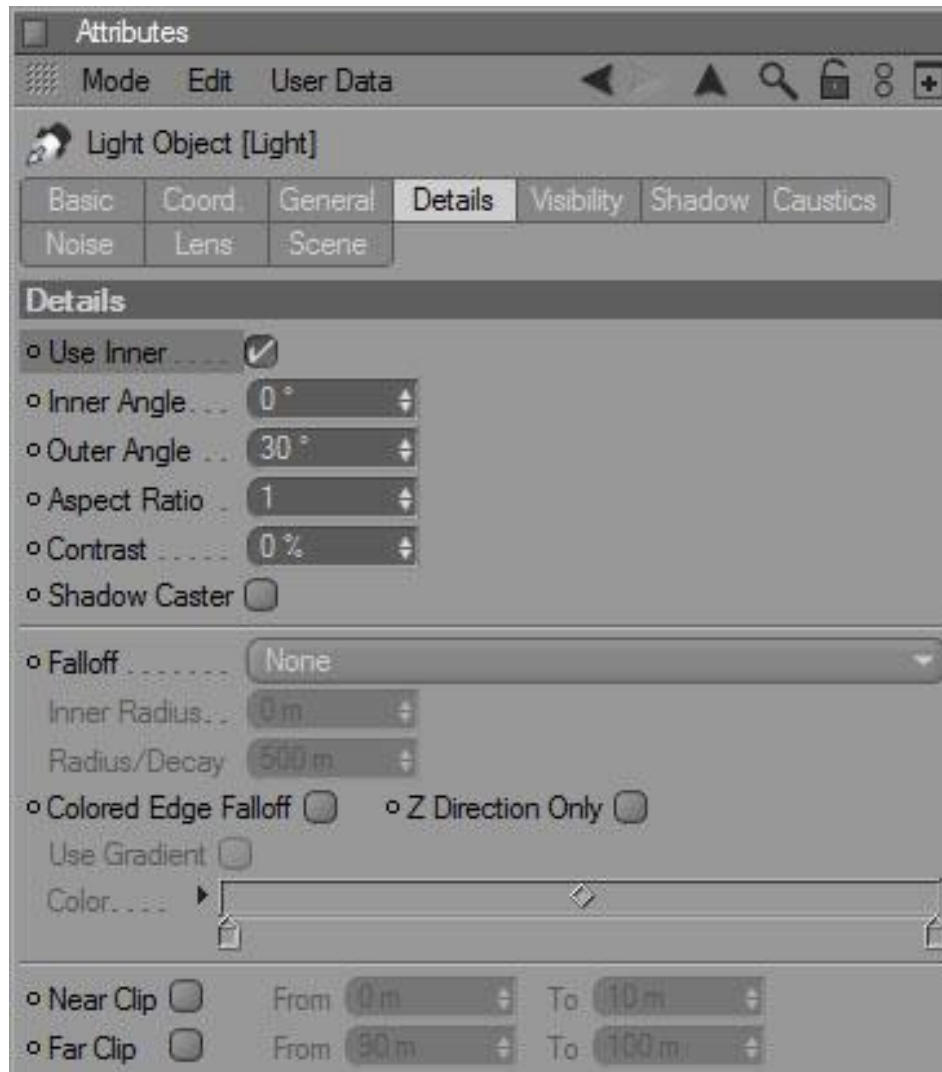 Attributes
Mode Edit User Data
Light Object [Light]
Basic Coord. General Details Visibility Shadow Caustics
Noise Lens Scene
Details
Use Inner . . . .
Inner Angle. . . 0 °
Outer Angle . . 30 °
Aspect Ratio . 1
Contrast . . . . . 0 %
Shadow Caster
Falloff . . . . . . . None
Inner Radius. . 0 m
Radius/Decay 500 m
Colored Edge Falloff Z Direction Only
Use Gradient
Color. . . .
Near Clip From 0 m To 10 m
Far Clip From 90 m To 100 m